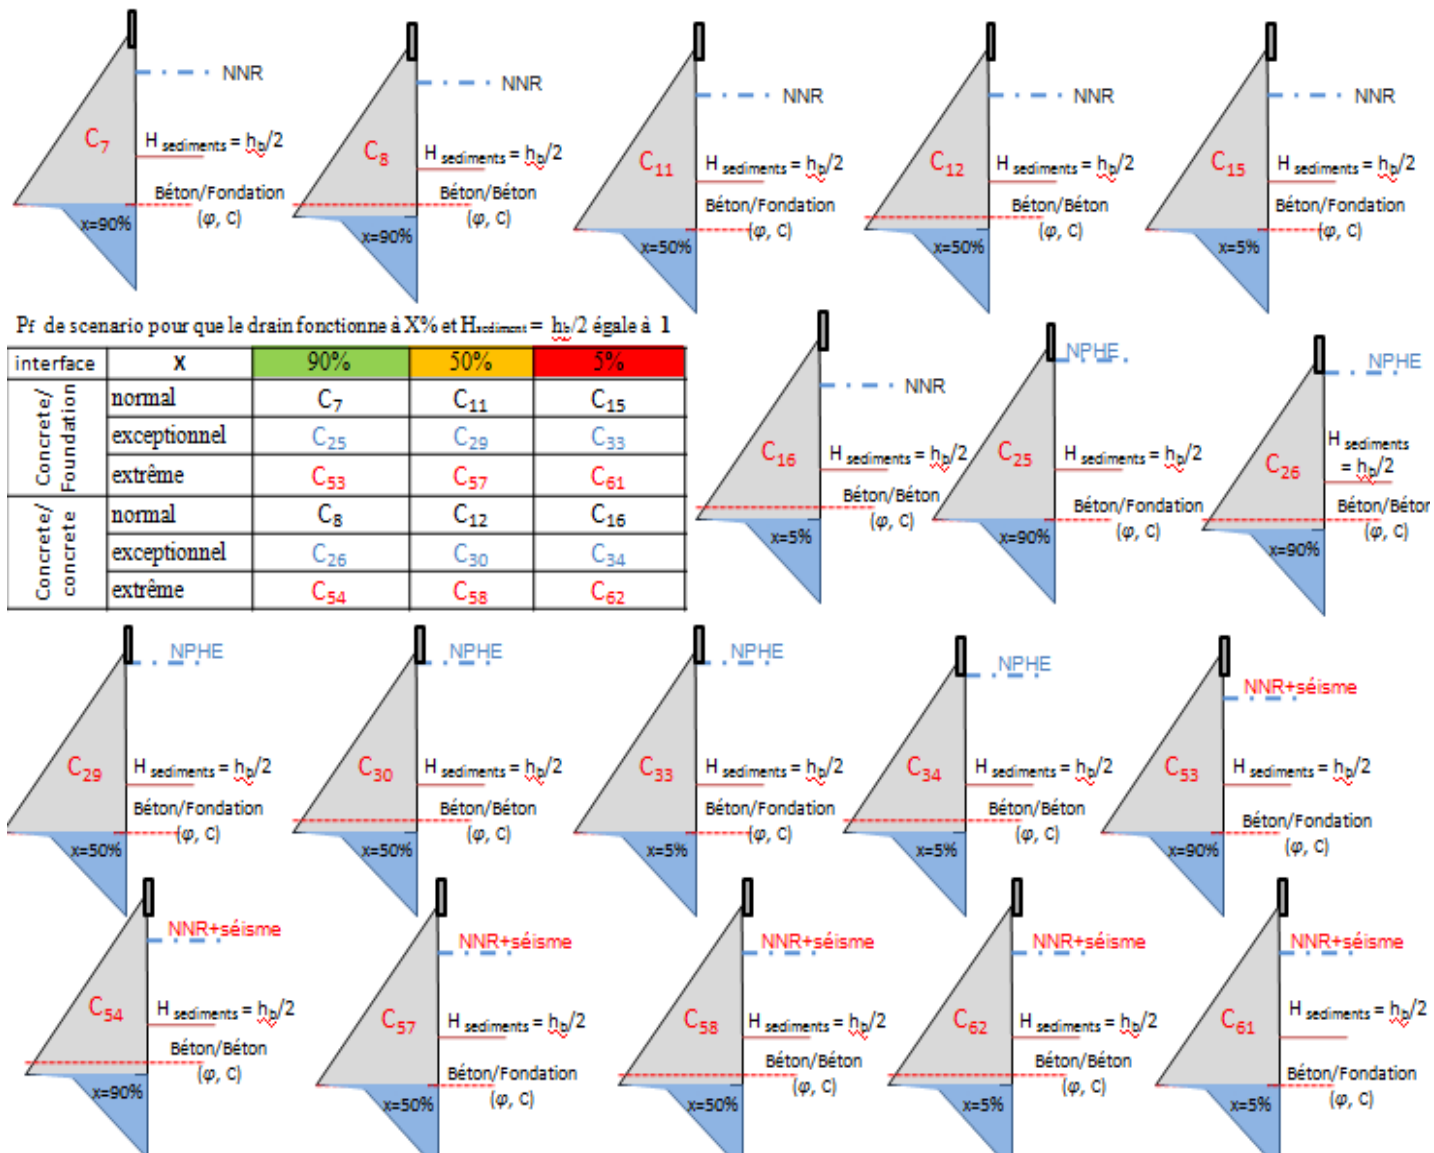 NNR
C7
H sediments = hb/2
Béton/Fondation
(φ, C)
x=90%
NNR
C8
H sediments = hb/2
Béton/Béton
(φ, C)
x=90%
NNR
C11
H sediments = hb/2
Béton/Fondation
(φ, C)
x=50%
NNR
C12
H sediments = hb/2
Béton/Béton
(φ, C)
x=50%
NNR
C15
H sediments = hb/2
Béton/Fondation
(φ, C)
x=5%
Pf de scenario pour que le drain fonctionne à X% et Hsediment = hb/2 égale à 1
interface X 90% 50% 5%
Concrete/
Foundation
normal C7 C11 C15
exceptionnel C25 C29 C33
extrême C53 C57 C61
Concrete/
concrete
normal C8 C12 C16
exceptionnel C26 C30 C34
extrême C54 C58 C62
NNR
C16
H sediments = hb/2
Béton/Béton
(φ, C)
x=5%
NPHE
C25
H sediments = hb/2
Béton/Fondation
(φ, C)
x=90%
NPHE
C26
H sediments
= hb/2
Béton/Béton
(φ, C)
x=90%
NPHE
C29
H sediments = hb/2
Béton/Fondation
(φ, C)
x=50%
NPHE
C30
H sediments = hb/2
Béton/Béton
(φ, C)
x=50%
NPHE
C33
H sediments = hb/2
Béton/Fondation
(φ, C)
x=5%
NPHE
C34
H sediments = hb/2
Béton/Béton
(φ, C)
x=5%
NNR+séisme
C53
H sediments = hb/2
Béton/Fondation
(φ, C)
x=90%
NNR+séisme
C54
H sediments = hb/2
Béton/Béton
(φ, C)
x=90%
NNR+séisme
C57
H sediments = hb/2
Béton/Fondation
(φ, C)
x=50%
NNR+séisme
C58
H sediments = hb/2
Béton/Béton
(φ, C)
x=50%
NNR+séisme
C62
H sediments = hb/2
Béton/Béton
(φ, C)
x=5%
NNR+séisme
C61
H sediments = hb/2
Béton/Fondation
(φ, C)
x=5%